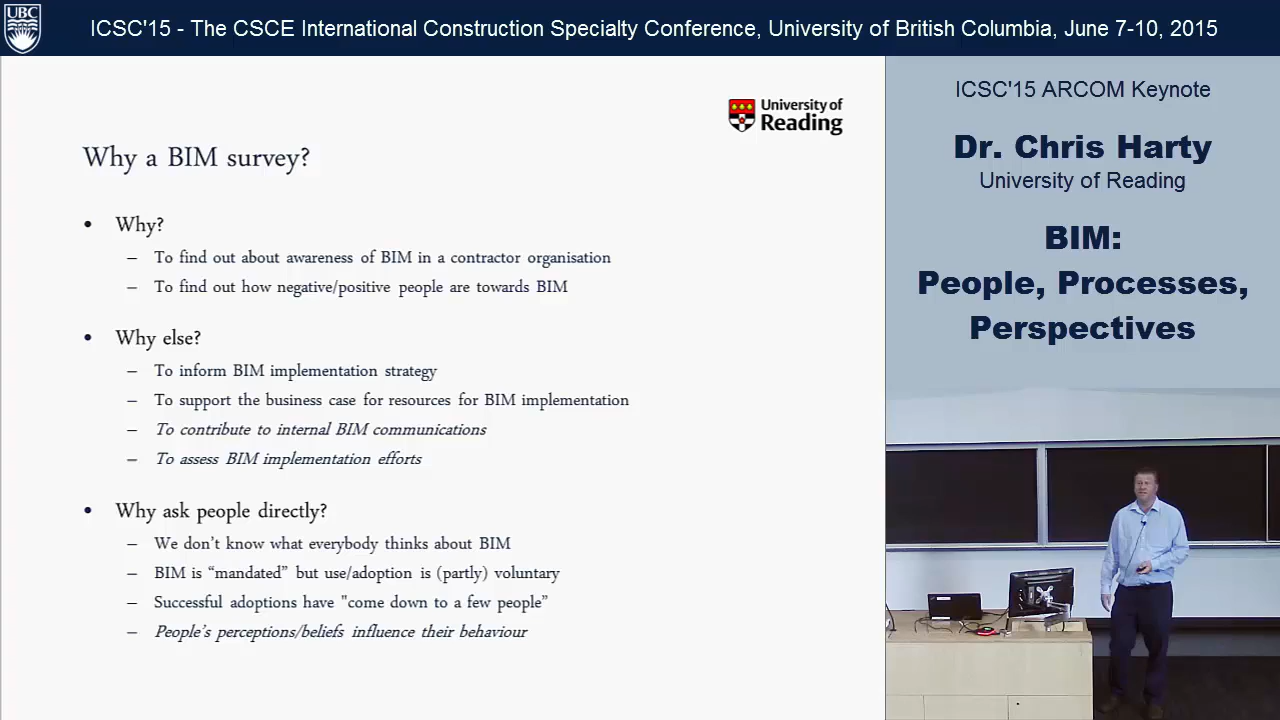 UBC
ICSC'15 - The CSCE International Construction Specialty Conference, University of British Columbia, June 7-10, 2015
University of
Reading
Why a BIM survey?
• Why?
– To find out about awareness of BIM in a contractor organisation
– To find out how negative/positive people are towards BIM
• Why else?
– To inform BIM implementation strategy
– To support the business case for resources for BIM implementation
– To contribute to internal BIM communications
– To assess BIM implementation efforts
• Why ask people directly?
– We don't know what everybody thinks about BIM
– BIM is “mandated” but use/adoption is (partly) voluntary
– Successful adoptions have "come down to a few people”
– People's perceptions/beliefs influence their behaviour
ICSC'15 ARCOM Keynote
Dr. Chris Harty
University of Reading
BIM:
People, Processes,
Perspectives